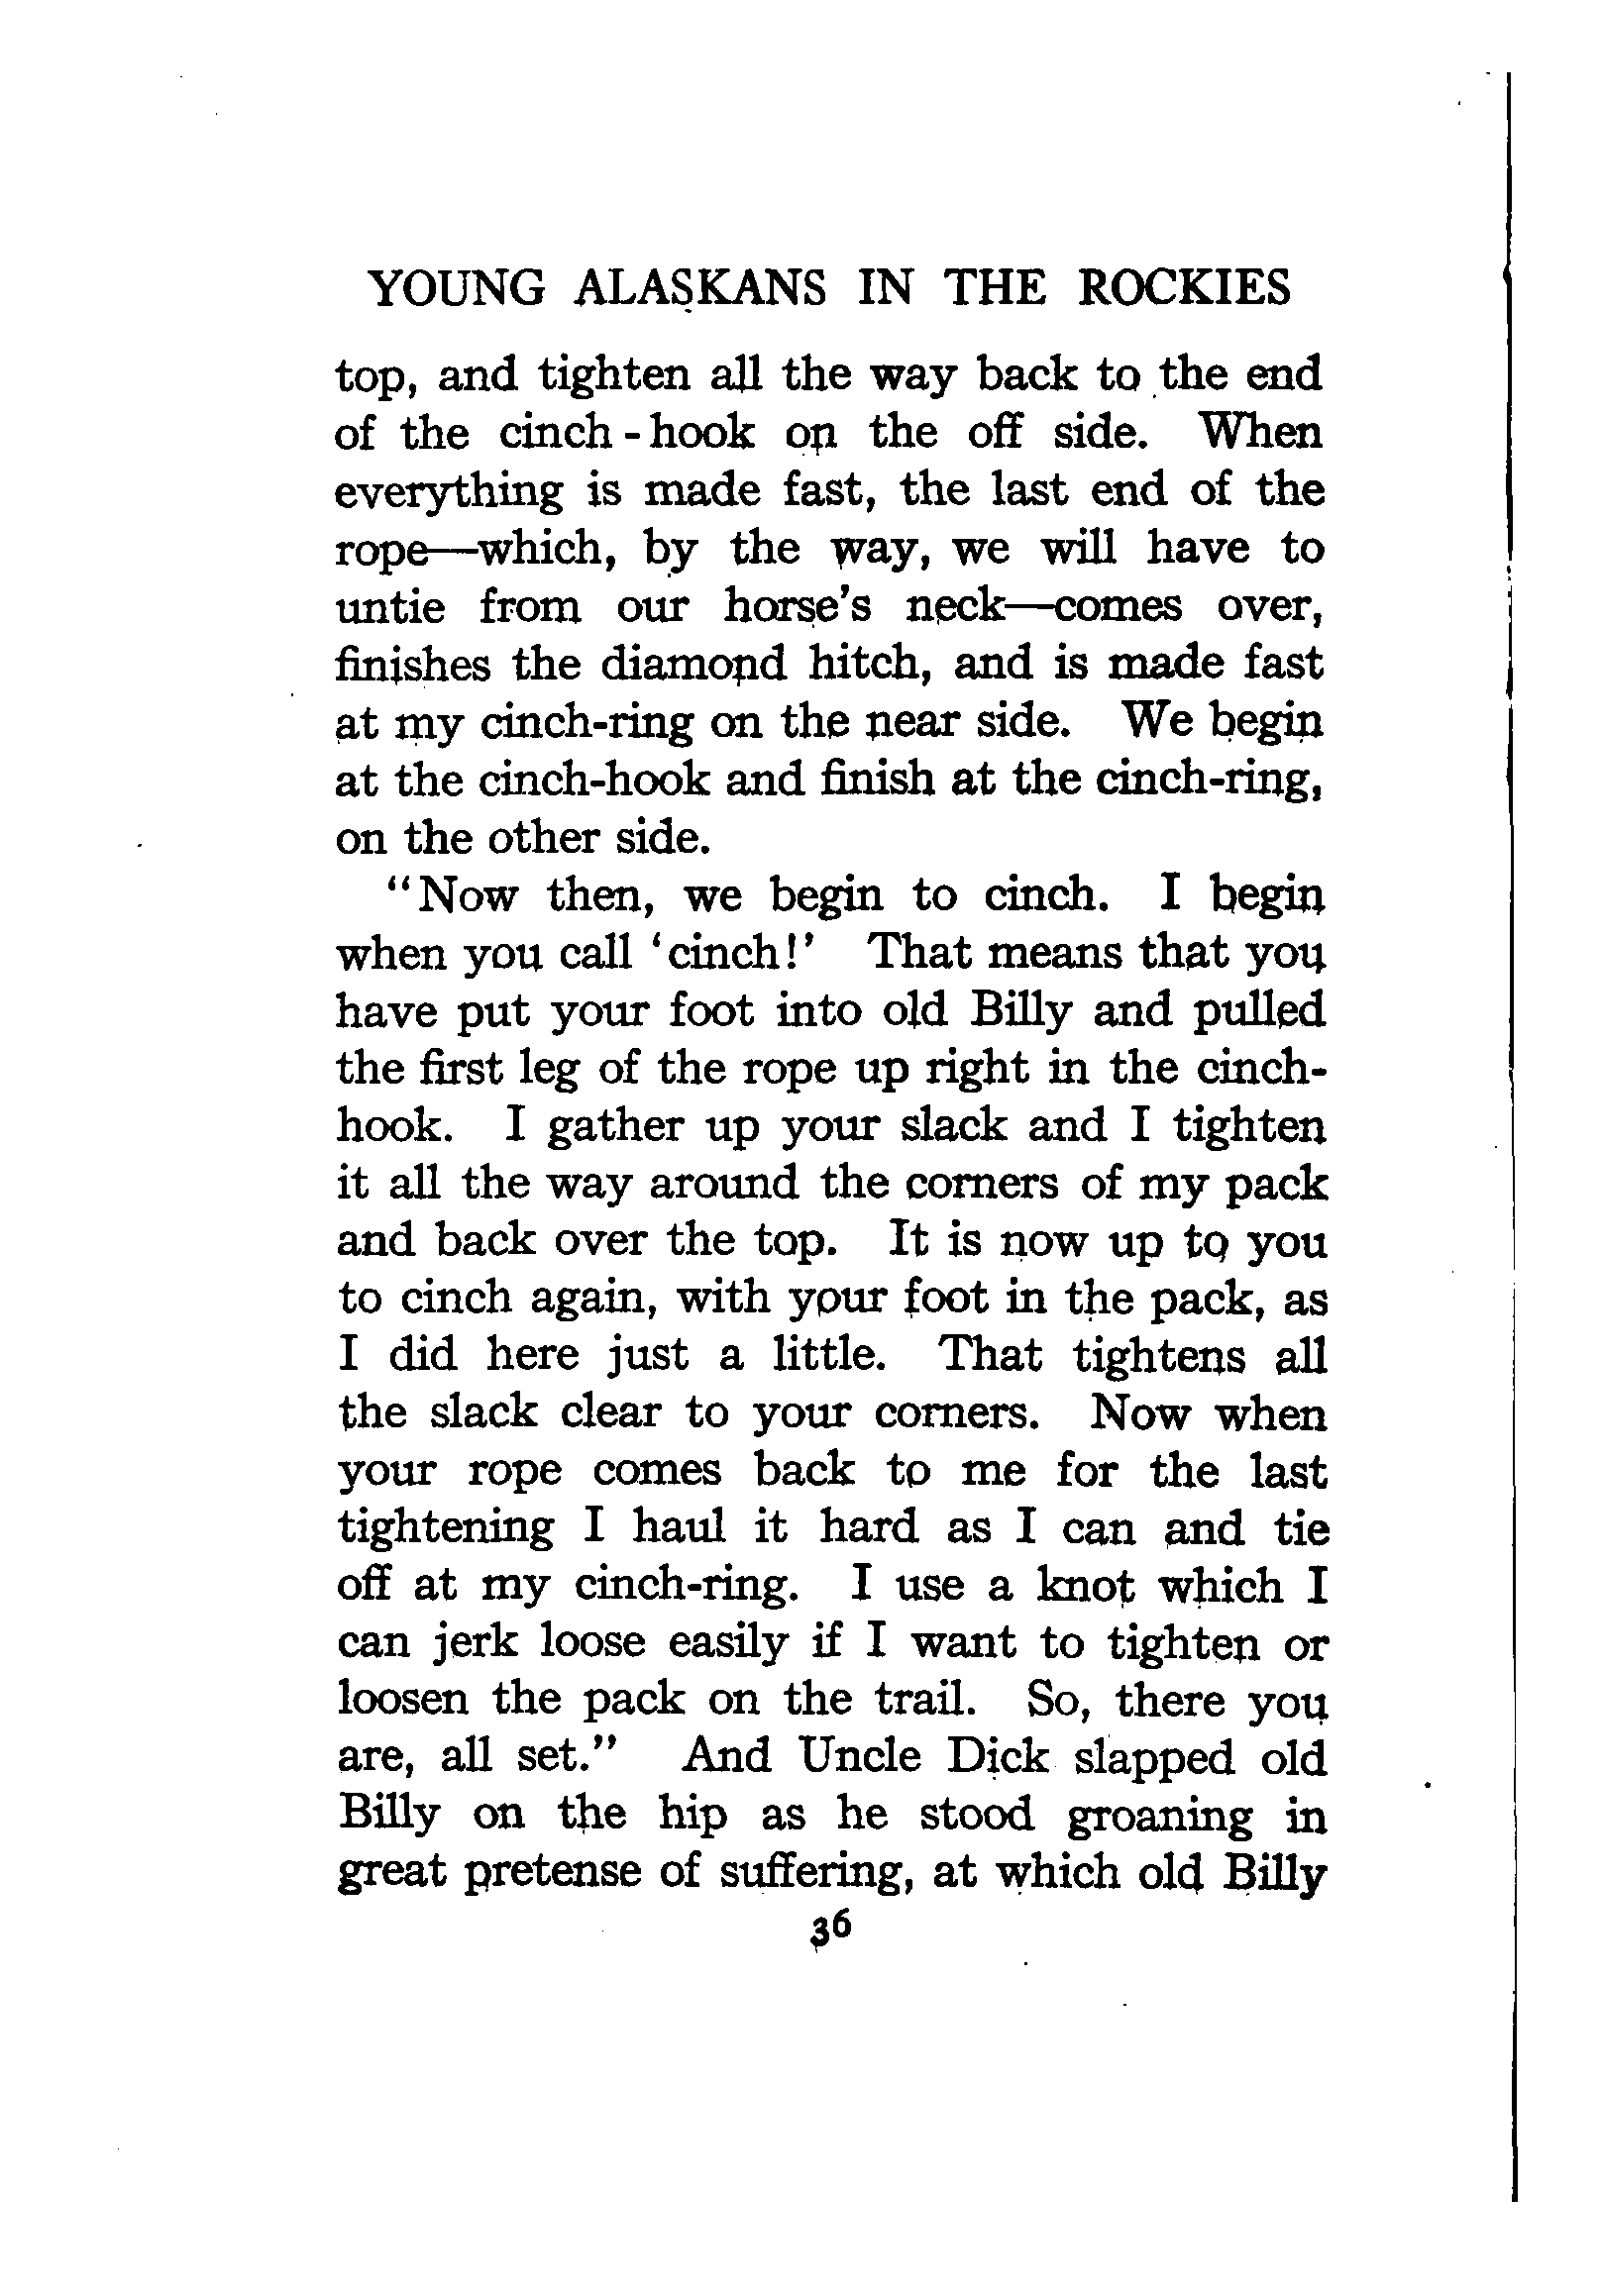 YOUNG ALASKANS IN THE ROCKIES
top, and tighten all the way back to the end
of the cinch-hook on the off side. When
everything is made fast, the last end of the
rope—which, by the way, we will have to
untie from our horse's neck—comes over,
finishes the diamond hitch, and is made fast
at my cinch-ring on the near side. We begin
at the cinch-hook and finish at the cinch-ring,
on the other side.
"Now then, we begin to cinch. I begin
when you call 'cinch!' That means that you
have put your foot into old Billy and pulled
the first leg of the rope up right in the cinch-
hook. I gather up your slack and I tighten
it all the way around the corners of my pack
and back over the top. It is now up to you
to cinch again, with your foot in the pack, as
I did here just a little. That tightens all
the slack clear to your corners. Now when
your rope comes back to me for the last
tightening I haul it hard as I can and tie
off at my cinch-ring. I use a knot which I
can jerk loose easily if I want to tighten or
loosen the pack on the trail. So, there you
are, all set." And Uncle Dick slapped old
Billy on the hip as he stood groaning in
great pretense of suffering, at which old Billy
36